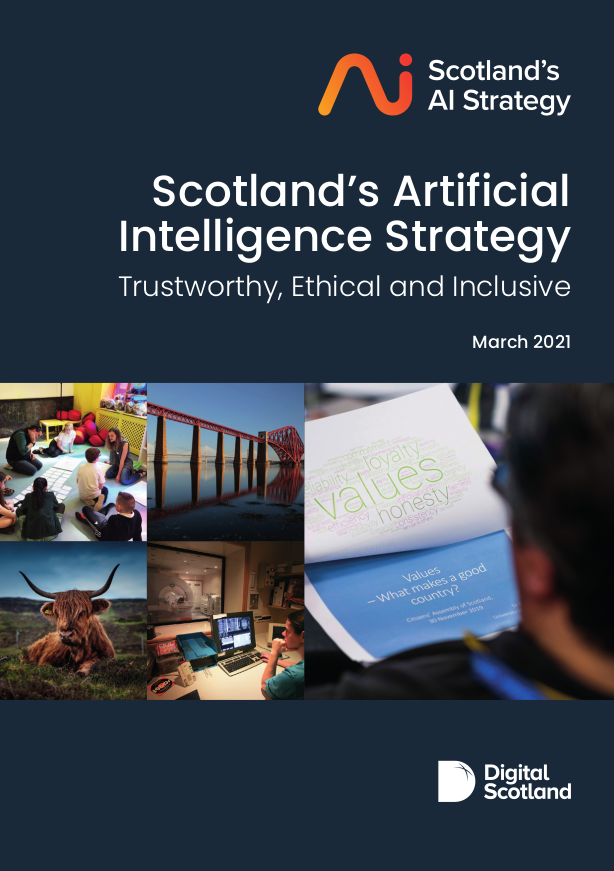 Scotland's
AI Strategy
Scotland's Artificial
Intelligence Strategy
Trustworthy, Ethical and Inclusive
March 2021
loyalty
values
honesty
Values
– What makes a good
country?
Citizens' Assembly of Scotland,
30 November 2019
Digital
Scotland